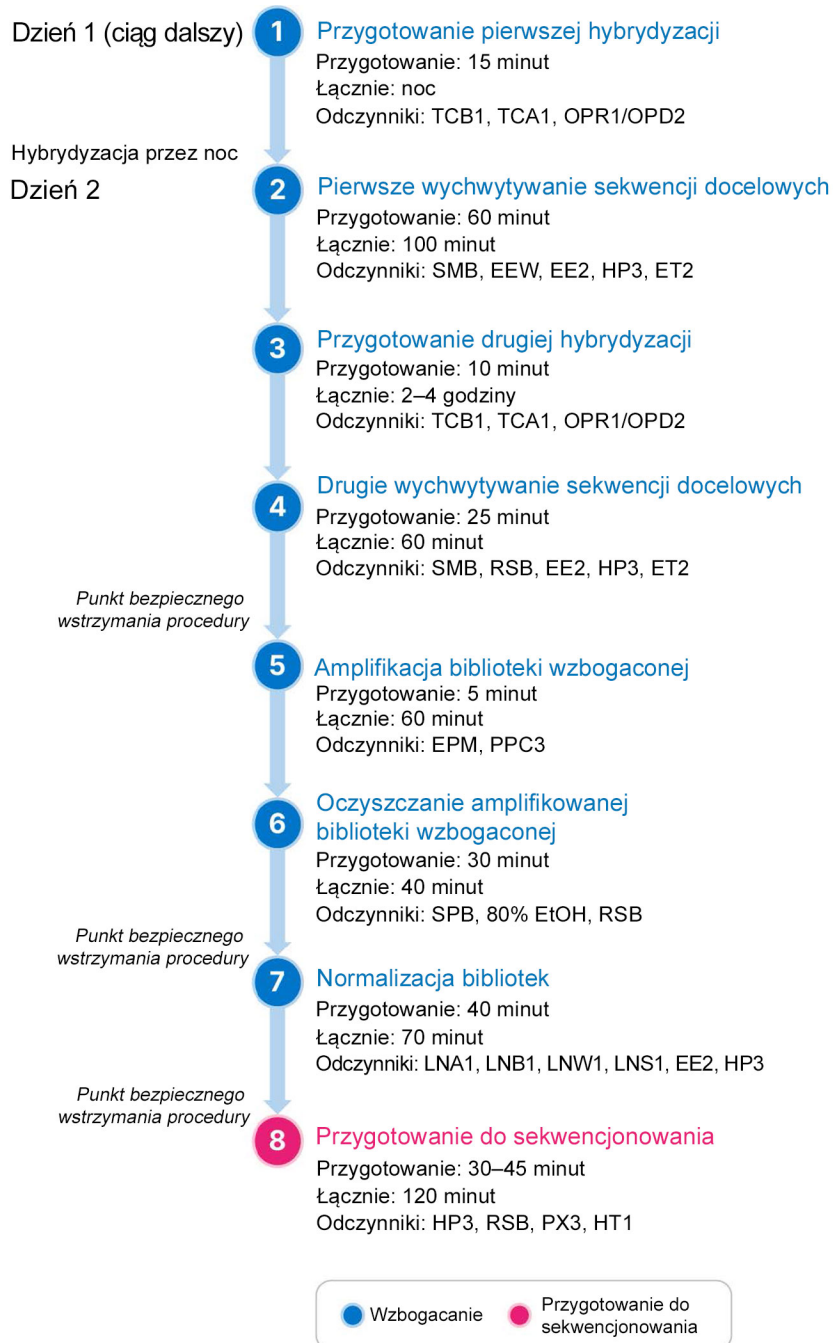 Dzień 1 (ciąg dalszy)
1
Przygotowanie pierwszej hybrydyzacji
Przygotowanie: 15 minut
Łącznie: noc
Odczynniki: TCB1, TCA1, OPR1/OPD2
Hybrydyzacja przez noc
Dzień 2
2
Pierwsze wychwytywanie sekwencji docelowych
Przygotowanie: 60 minut
Łącznie: 100 minut
Odczynniki: SMB, EEW, EE2, HP3, ET2
3
Przygotowanie drugiej hybrydyzacji
Przygotowanie: 10 minut
Łącznie: 2–4 godziny
Odczynniki: TCB1, TCA1, OPR1/OPD2
4
Drugie wychwytywanie sekwencji docelowych
Przygotowanie: 25 minut
Łącznie: 60 minut
Odczynniki: SMB, RSB, EE2, HP3, ET2
Punkt bezpiecznego
wstrzymania procedury
5
Amplifikacja biblioteki wzbogaconej
Przygotowanie: 5 minut
Łącznie: 60 minut
Odczynniki: EPM, PPC3
6
Oczyszczanie amplifikowanej
biblioteki wzbogaconej
Przygotowanie: 30 minut
Łącznie: 40 minut
Odczynniki: SPB, 80% EtOH, RSB
Punkt bezpiecznego
wstrzymania procedury
7
Normalizacja bibliotek
Przygotowanie: 40 minut
Łącznie: 70 minut
Odczynniki: LNA1, LNB1, LNW1, LNS1, EE2, HP3
Punkt bezpiecznego
wstrzymania procedury
8
Przygotowanie do sekwencjonowania
Przygotowanie: 30–45 minut
Łącznie: 120 minut
Odczynniki: HP3, RSB, PX3, HT1
Wzbogacanie
Przygotowanie do
sekwencjonowania